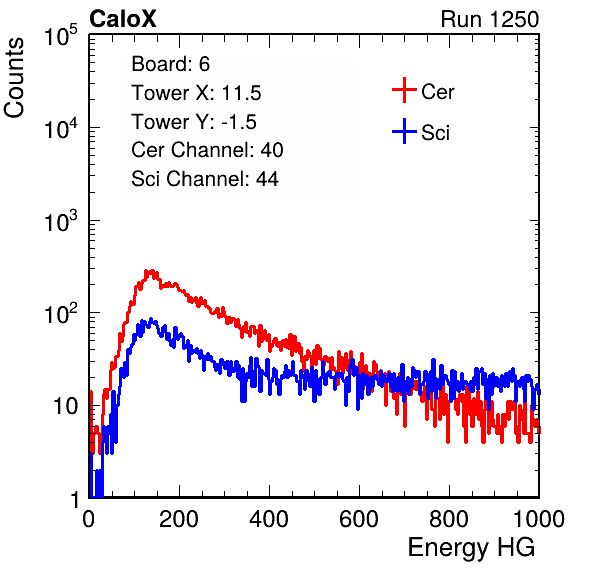 CaloX Run 1250
Counts
10^5
10^4
10^3
10^2
10
1
Board: 6
Tower X: 11.5
Tower Y: -1.5
Cer Channel: 40
Sci Channel: 44
Cer
Sci
0 200 400 600 800 1000
Energy HG